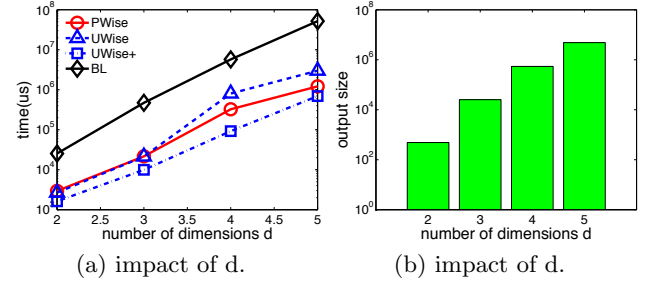 10^8
10^7
10^6
10^5
10^4
10^3
10^2
time(us)
PWise
UWise
UWise+
BL
2 2.5 3 3.5 4 4.5 5
number of dimensions d
(a) impact of d.
10^8
10^6
10^4
10^2
10^0
output size
2 3 4 5
number of dimensions d
(b) impact of d.